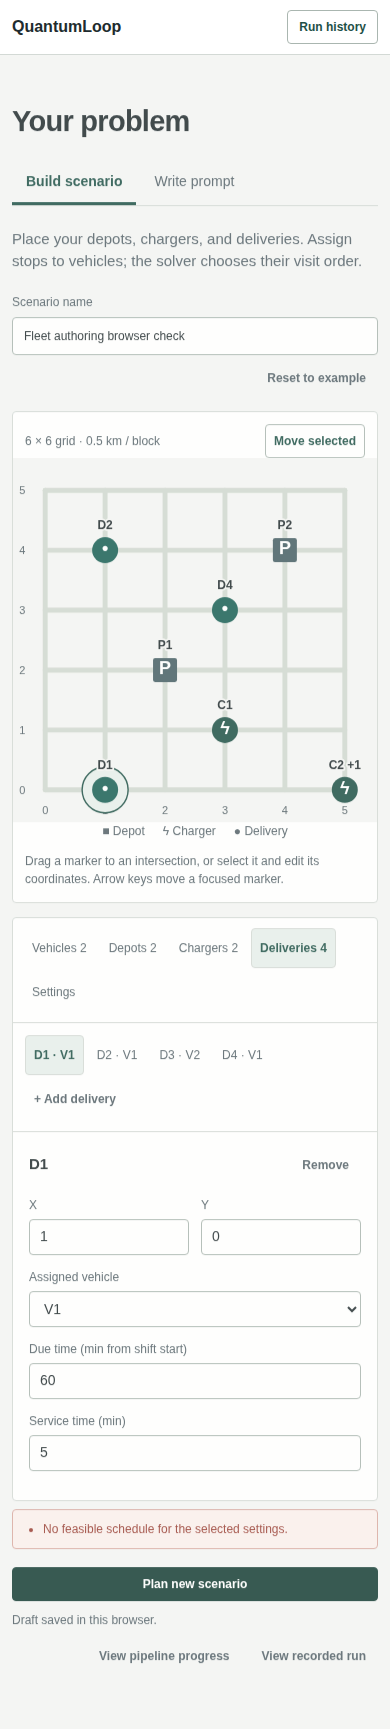 QuantumLoop
Run history
Your problem
Build scenario
Write prompt
Place your depots, chargers, and deliveries. Assign
stops to vehicles; the solver chooses their visit order.
Scenario name
Fleet authoring browser check
Reset to example
6 × 6 grid · 0.5 km / block
Move selected
5
D2
P2
4
P
D4
3
P1
2
P
C1
1
D1
C2 +1
0
0
2
3
4
5
■ Depot
ϟ Charger
● Delivery
Drag a marker to an intersection, or select it and edit its
coordinates. Arrow keys move a focused marker.
Vehicles 2
Depots 2
Chargers 2
Deliveries 4
Settings
D1 · V1
D2 · V1
D3 · V2
D4 · V1
+ Add delivery
D1
Remove
X
Y
1
0
Assigned vehicle
V1
Due time (min from shift start)
60
Service time (min)
5
• No feasible schedule for the selected settings.
Plan new scenario
Draft saved in this browser.
View pipeline progress
View recorded run